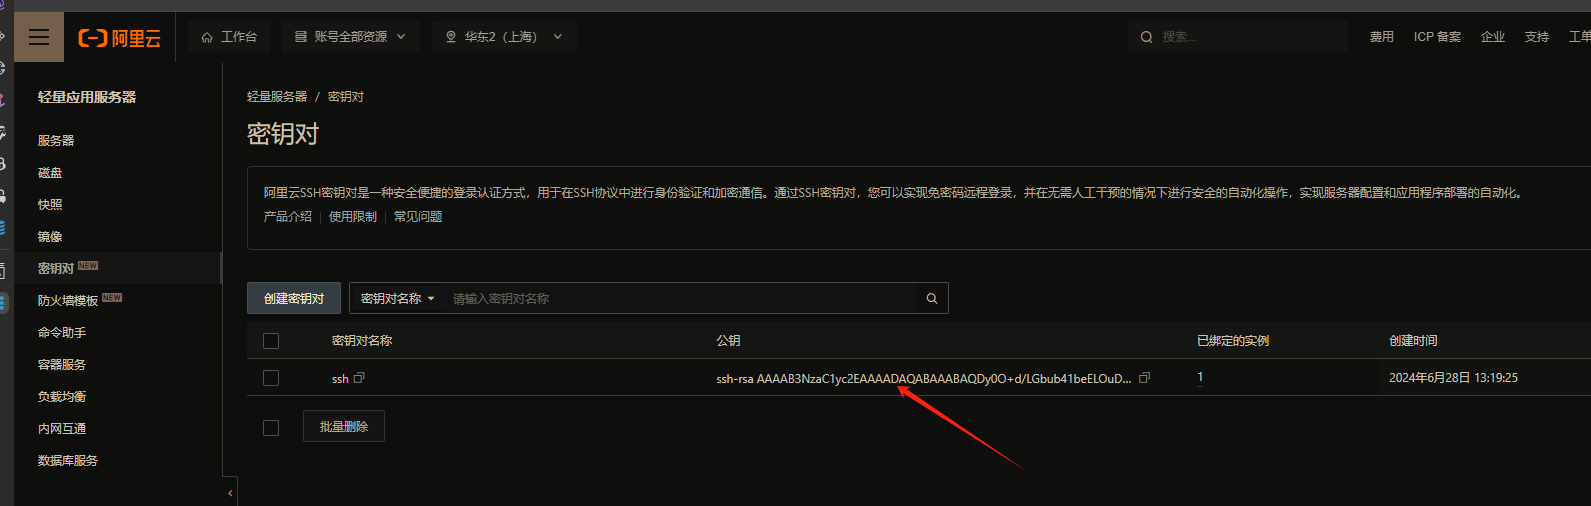 阿里云 工作台 账号全部资源 华东2（上海） 搜索... 费用 ICP 备案 企业 支持 工单
轻量应用服务器
服务器
磁盘
快照
镜像
密钥对 NEW
防火墙模板 NEW
命令助手
容器服务
负载均衡
内网互通
数据库服务
轻量服务器 / 密钥对
密钥对
阿里云SSH密钥对是一种安全便捷的登录认证方式，用于在SSH协议中进行身份验证和加密通信。通过SSH密钥对，您可以实现免密码远程登录，并在无需人工干预的情况下进行安全的自动化操作，实现服务器配置和应用程序部署的自动化。
产品介绍 | 使用限制 | 常见问题
创建密钥对 密钥对名称 请输入密钥对名称
密钥对名称 公钥 已绑定的实例 创建时间
ssh ssh-rsa AAAAB3NzaC1yc2EAAAADAQABAAABAQDy0O+d/LGbub41beELOuD... 1 2024年6月28日 13:19:25
批量删除